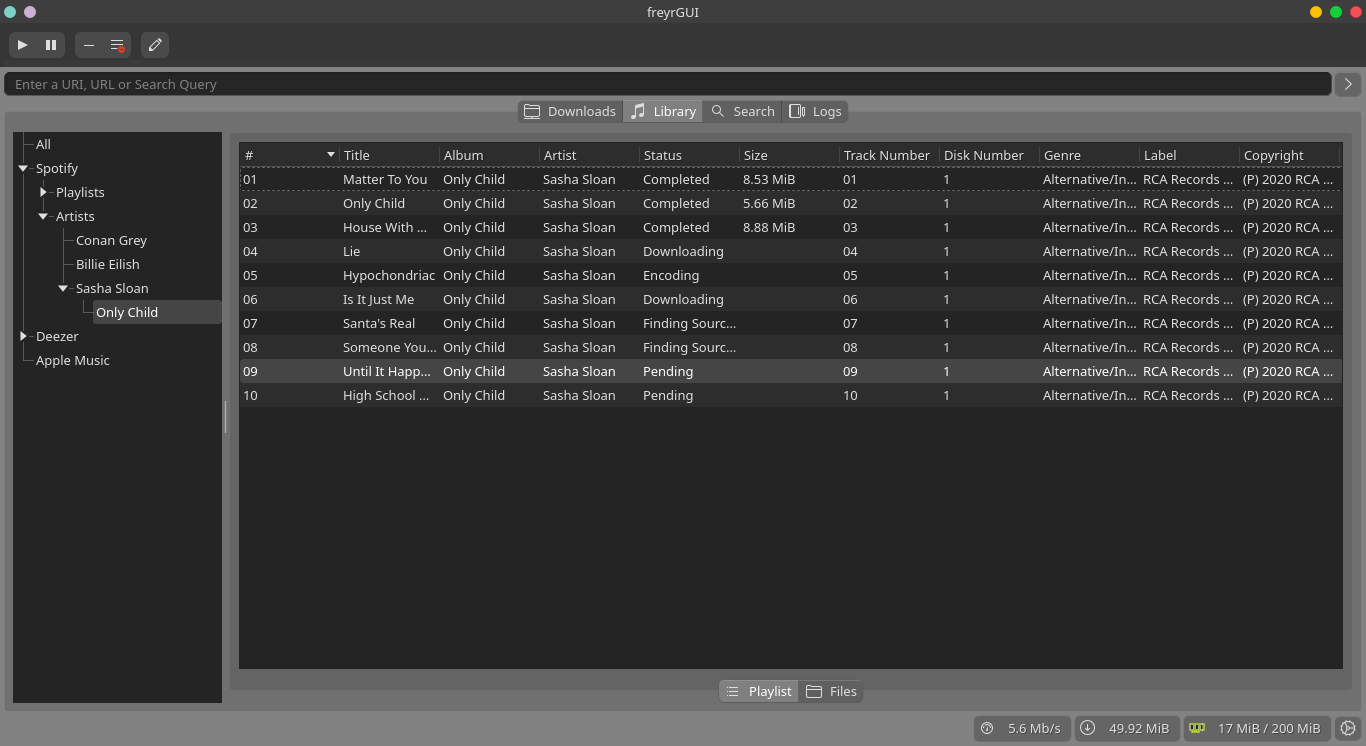 freyrGUI
Enter a URI, URL or Search Query
Downloads Library Search Logs
All
Spotify
Playlists
Artists
Conan Grey
Billie Eilish
Sasha Sloan
Only Child
Deezer
Apple Music
# Title Album Artist Status Size Track Number Disk Number Genre Label Copyright
01 Matter To You Only Child Sasha Sloan Completed 8.53 MiB 01 1 Alternative/In... RCA Records ... (P) 2020 RCA ...
02 Only Child Only Child Sasha Sloan Completed 5.66 MiB 02 1 Alternative/In... RCA Records ... (P) 2020 RCA ...
03 House With ... Only Child Sasha Sloan Completed 8.88 MiB 03 1 Alternative/In... RCA Records ... (P) 2020 RCA ...
04 Lie Only Child Sasha Sloan Downloading 04 1 Alternative/In... RCA Records ... (P) 2020 RCA ...
05 Hypochondriac Only Child Sasha Sloan Encoding 05 1 Alternative/In... RCA Records ... (P) 2020 RCA ...
06 Is It Just Me Only Child Sasha Sloan Downloading 06 1 Alternative/In... RCA Records ... (P) 2020 RCA ...
07 Santa's Real Only Child Sasha Sloan Finding Sourc... 07 1 Alternative/In... RCA Records ... (P) 2020 RCA ...
08 Someone You... Only Child Sasha Sloan Finding Sourc... 08 1 Alternative/In... RCA Records ... (P) 2020 RCA ...
09 Until It Happ... Only Child Sasha Sloan Pending 09 1 Alternative/In... RCA Records ... (P) 2020 RCA ...
10 High School ... Only Child Sasha Sloan Pending 10 1 Alternative/In... RCA Records ... (P) 2020 RCA ...
Playlist Files
5.6 Mb/s 49.92 MiB 17 MiB / 200 MiB